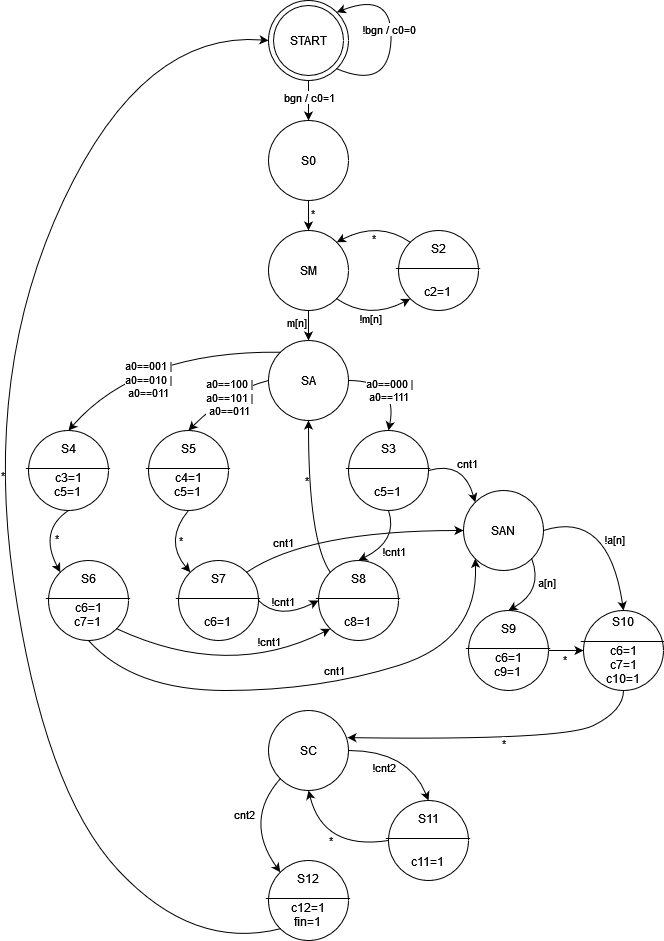 START
!bgn / c0=0
bgn / c0=1
S0
*
SM
*
S2
c2=1
!m[n]
m[n]
SA
a0==001 |
a0==010 |
a0==011
a0==100 |
a0==101 |
a0==011
a0==000 |
a0==111
S4
c3=1
c5=1
S5
c4=1
c5=1
S3
c5=1
cnt1
*
*
*
*
SAN
cnt1
!cnt1
!a[n]
S6
c6=1
c7=1
S7
c6=1
!cnt1
S8
c8=1
a[n]
S9
c6=1
c9=1
*
S10
c6=1
c7=1
c10=1
!cnt1
cnt1
*
SC
!cnt2
cnt2
S11
c11=1
*
S12
c12=1
fin=1